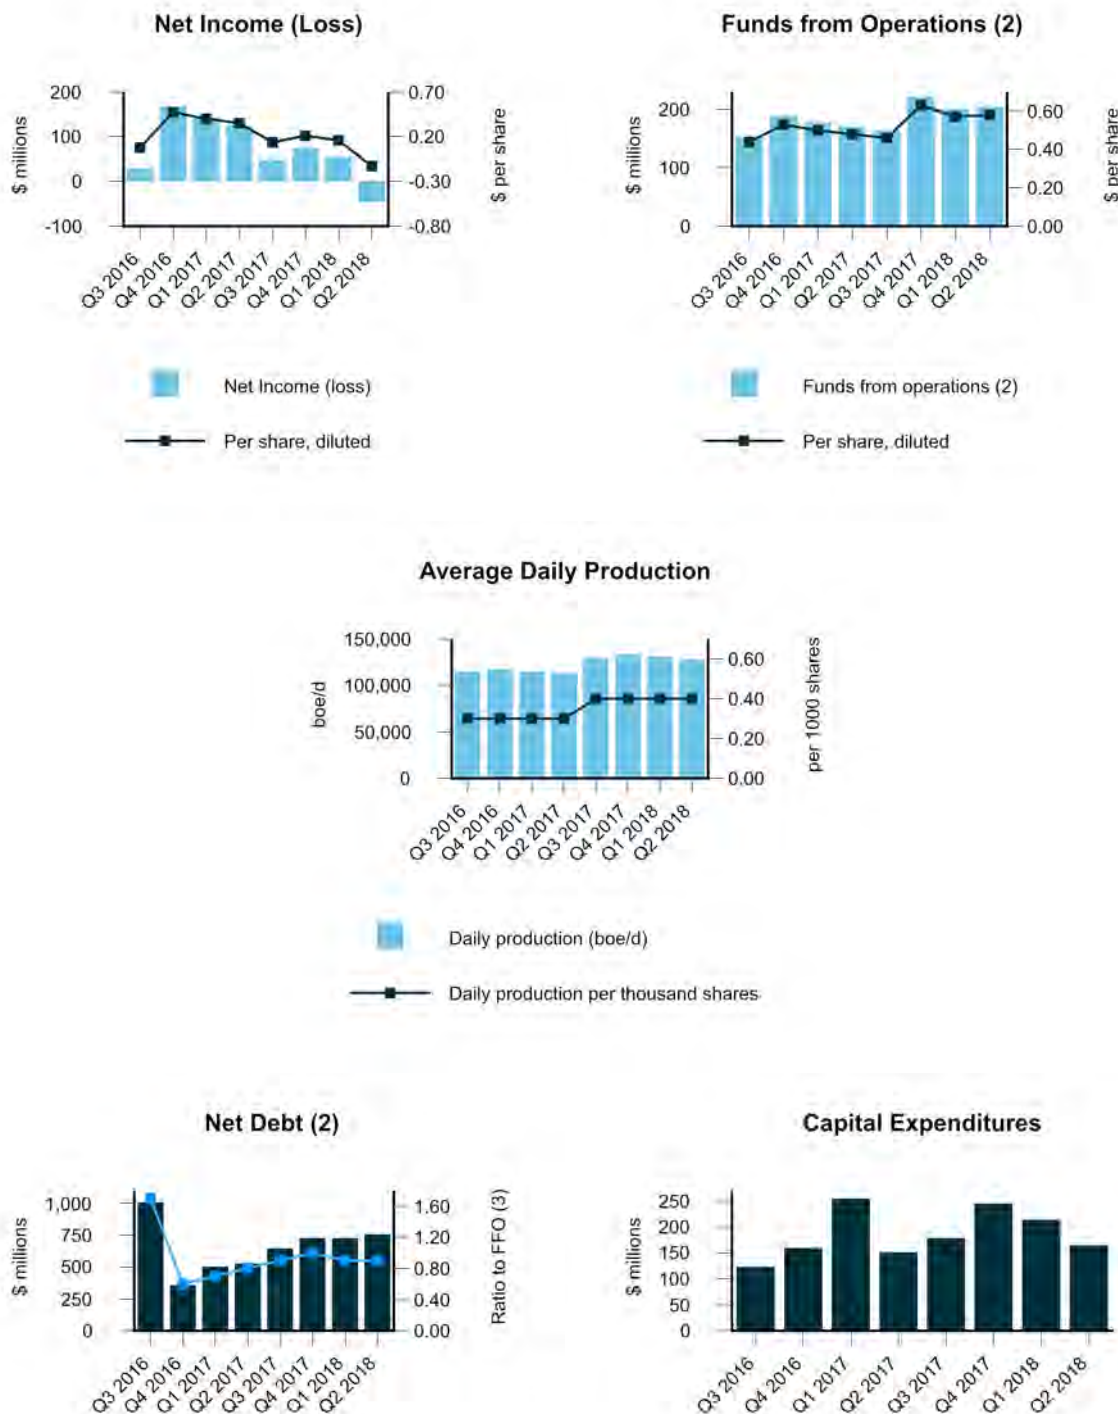 Net Income (Loss)
200
100
0
-100
$ millions
0.70
0.20
-0.30
-0.80
$ per share
Q3 2016
Q4 2016
Q1 2017
Q2 2017
Q3 2017
Q4 2017
Q1 2018
Q2 2018
Net Income (loss)
Per share, diluted
Funds from Operations (2)
200
100
0
$ millions
0.60
0.40
0.20
0.00
$ per share
Q3 2016
Q4 2016
Q1 2017
Q2 2017
Q3 2017
Q4 2017
Q1 2018
Q2 2018
Funds from operations (2)
Per share, diluted
Average Daily Production
150,000
100,000
50,000
0
boe/d
0.60
0.40
0.20
0.00
per 1000 shares
Q3 2016
Q4 2016
Q1 2017
Q2 2017
Q3 2017
Q4 2017
Q1 2018
Q2 2018
Daily production (boe/d)
Daily production per thousand shares
Net Debt (2)
1,000
750
500
250
0
$ millions
1.60
1.20
0.80
0.40
0.00
Ratio to FFO (3)
Q3 2016
Q4 2016
Q1 2017
Q2 2017
Q3 2017
Q4 2017
Q1 2018
Q2 2018
Capital Expenditures
250
200
150
100
50
0
$ millions
Q3 2016
Q4 2016
Q1 2017
Q2 2017
Q3 2017
Q4 2017
Q1 2018
Q2 2018